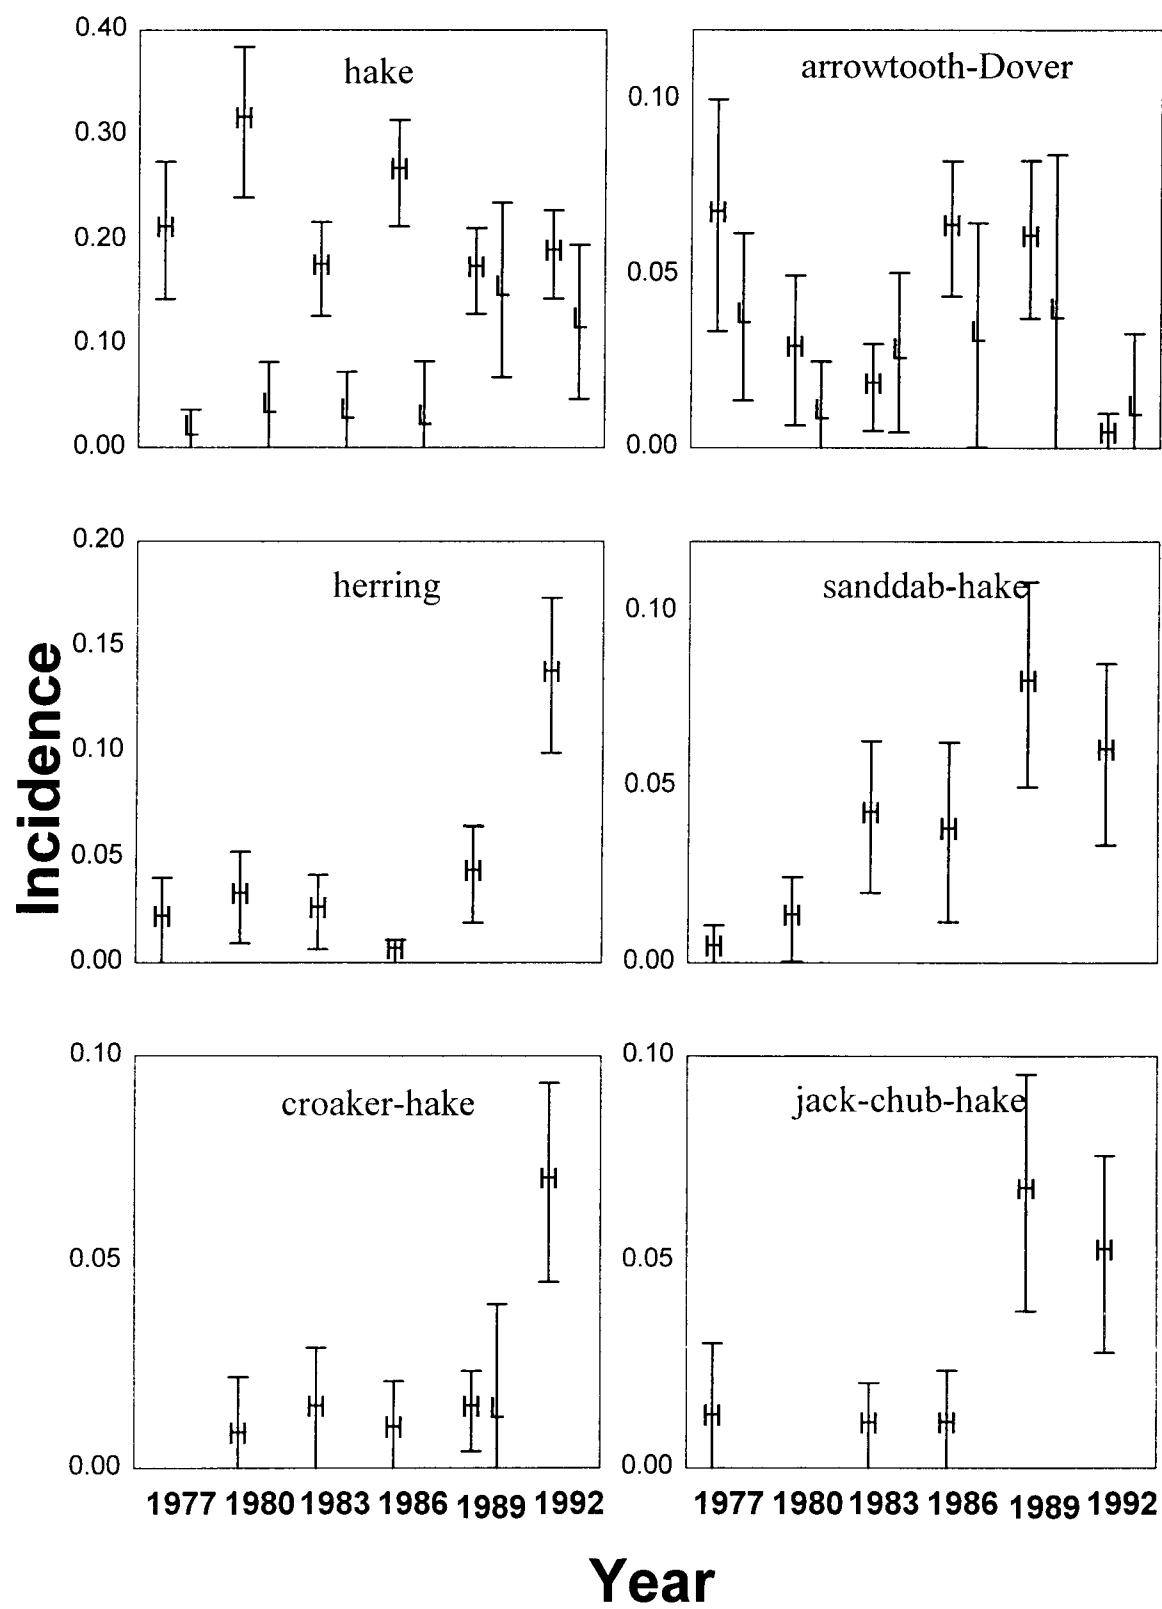 0.40
0.30
0.20
0.10
0.00
hake
H
L
H
L
H
L
H
L
H
L
H
L
0.10
0.05
0.00
arrowtooth-Dover
H
L
H
L
H
L
H
L
H
L
H
L
0.20
0.15
0.10
0.05
0.00
herring
H
H
H
H
H
H
0.10
0.05
0.00
sanddab-hake
H
H
H
H
H
H
0.10
0.05
0.00
croaker-hake
H
H
H
H
L
H
1977 1980 1983 1986 1989 1992
0.10
0.05
0.00
jack-chub-hake
H
H
H
H
H
1977 1980 1983 1986 1989 1992
Incidence
Year